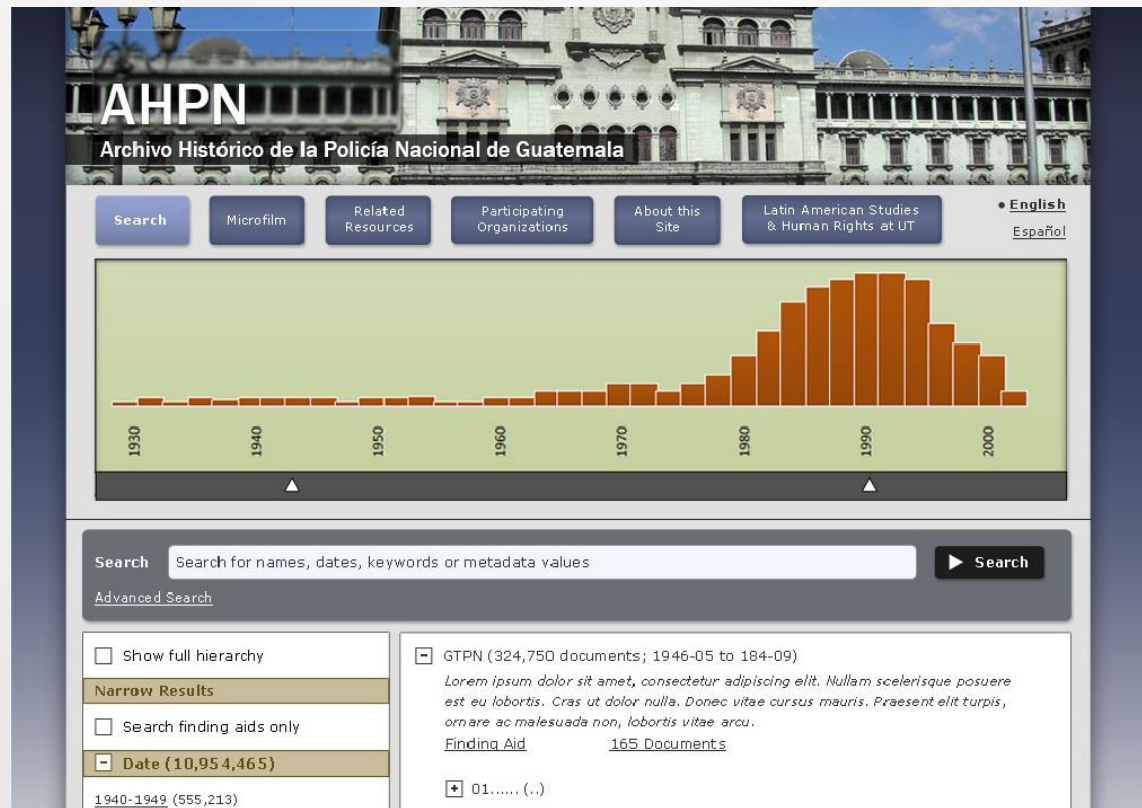 AHPN
Archivo Histórico de la Policía Nacional de Guatemala
Search
Microfilm
Related
Resources
Participating
Organizations
About this
Site
Latin American Studies
& Human Rights at UT
• English
Español
1930
1940
1950
1960
1970
1980
1990
2000
Search
Search for names, dates, keywords or metadata values
Search
Advanced Search
Show full hierarchy
Narrow Results
Search finding aids only
Date (10,954,465)
1940-1949 (555,213)
GTPN (324,750 documents; 1946-05 to 184-09)
Lorem ipsum dolor sit amet, consectetur adipiscing elit. Nullam scelerisque posuere
est eu lobortis. Cras ut dolor nulla. Donec vitae cursus mauris. Praesent elit turpis,
ornare ac malesuada non, lobortis vitae arcu.
Finding Aid
165 Documents
01...... (..)